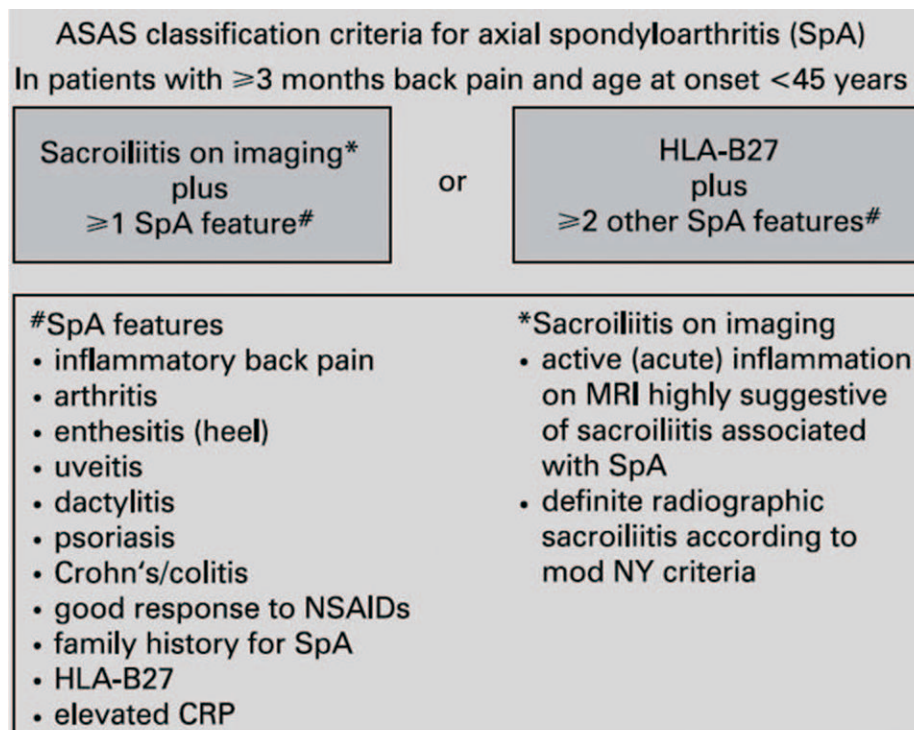 ASAS classification criteria for axial spondyloarthritis (SpA)
In patients with ⩾3 months back pain and age at onset <45 years
Sacroiliitis on imaging*
plus
⩾1 SpA feature#
or
HLA-B27
plus
⩾2 other SpA features#
#SpA features
• inflammatory back pain
• arthritis
• enthesitis (heel)
• uveitis
• dactylitis
• psoriasis
• Crohn‘s/colitis
• good response to NSAIDs
• family history for SpA
• HLA-B27
• elevated CRP
*Sacroiliitis on imaging
• active (acute) inflammation
on MRI highly suggestive
of sacroiliitis associated
with SpA
• definite radiographic
sacroiliitis according to
mod NY criteria